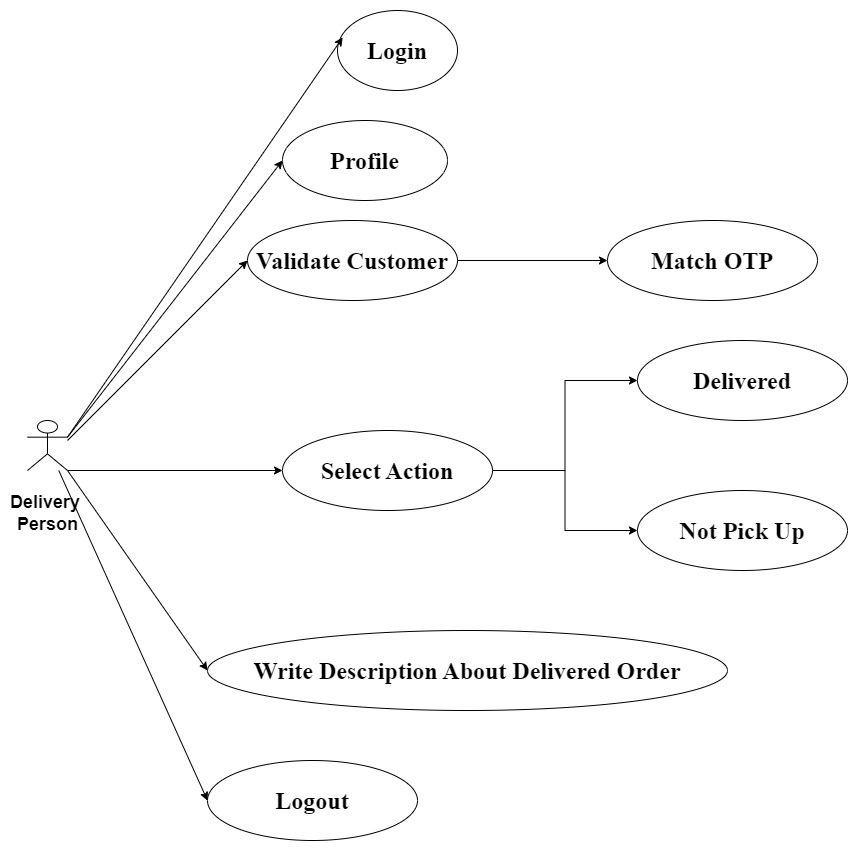 Login
Profile
Validate Customer
Match OTP
Delivered
Select Action
Delivery
Person
Not Pick Up
Write Description About Delivered Order
Logout